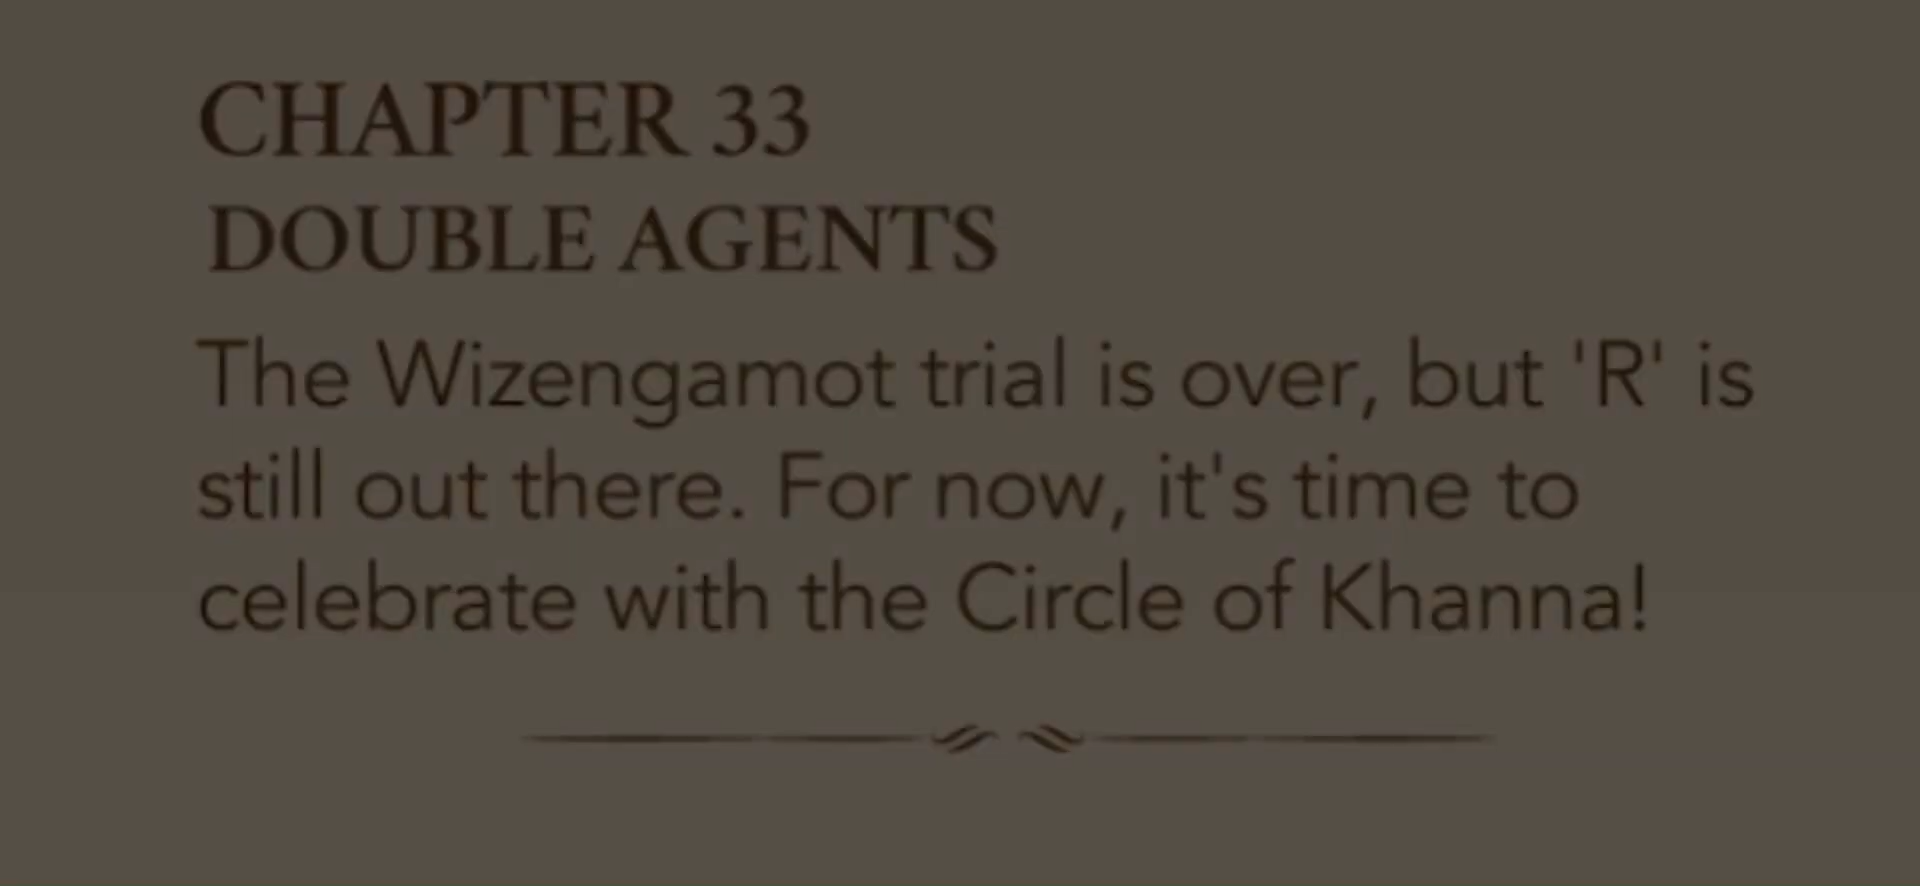 CHAPTER 33
DOUBLE AGENTS
The Wizengamot trial is over, but 'R' is
still out there. For now, it's time to
celebrate with the Circle of Khanna!